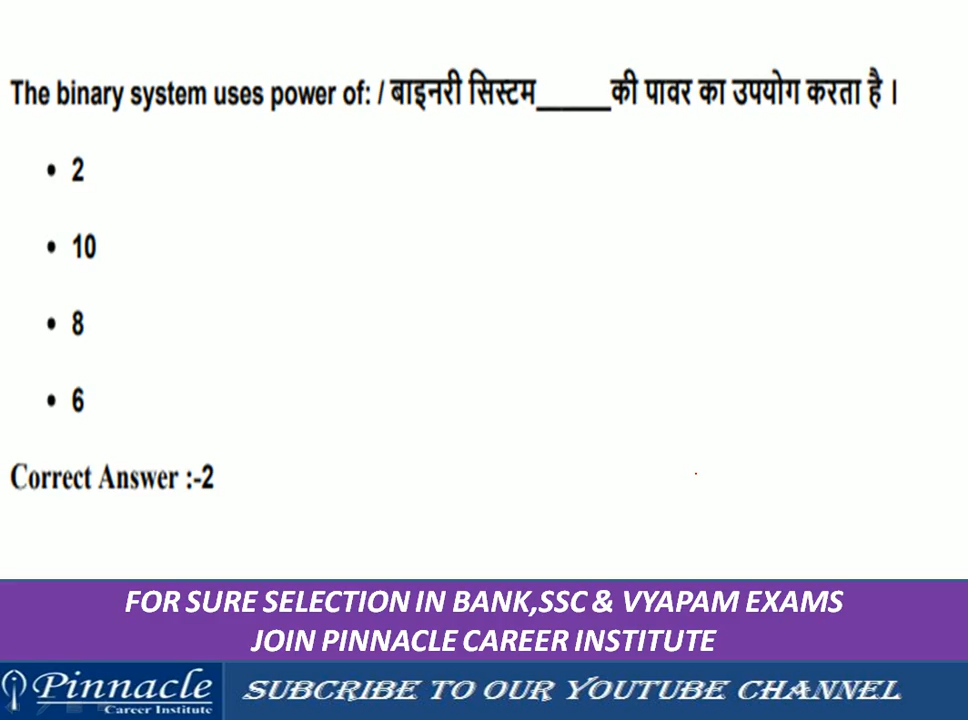 The binary system uses power of: / बाइनरी सिस्टम______की पावर का उपयोग करता है ।
• 2
• 10
• 8
• 6
Correct Answer :-2
FOR SURE SELECTION IN BANK,SSC & VYAPAM EXAMS
JOIN PINNACLE CAREER INSTITUTE
Pinnacle
Career Institute
SUBCRIBE TO OUR YOUTUBE CHANNEL